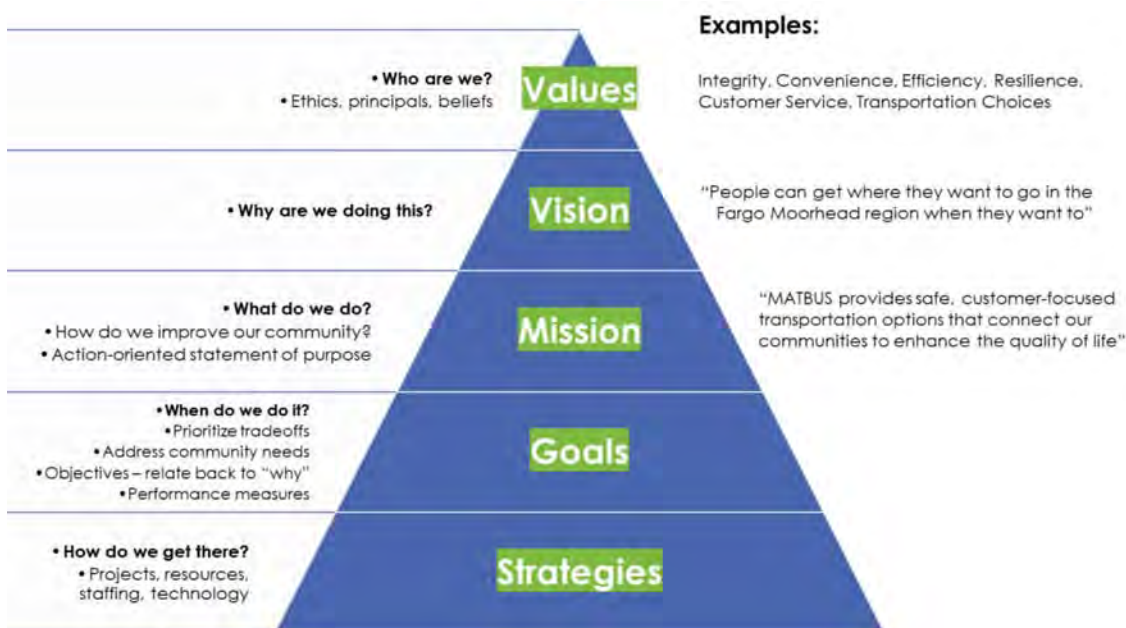 Examples:
• Who are we?
• Ethics, principals, beliefs
Values
Integrity, Convenience, Efficiency, Resilience,
Customer Service, Transportation Choices
• Why are we doing this?
Vision
“People can get where they want to go in the
Fargo Moorhead region when they want to”
• What do we do?
• How do we improve our community?
• Action-oriented statement of purpose
Mission
“MATBUS provides safe, customer-focused
transportation options that connect our
communities to enhance the quality of life”
• When do we do it?
• Prioritize tradeoffs
• Address community needs
• Objectives – relate back to “why”
• Performance measures
Goals
• How do we get there?
• Projects, resources,
staffing, technology
Strategies